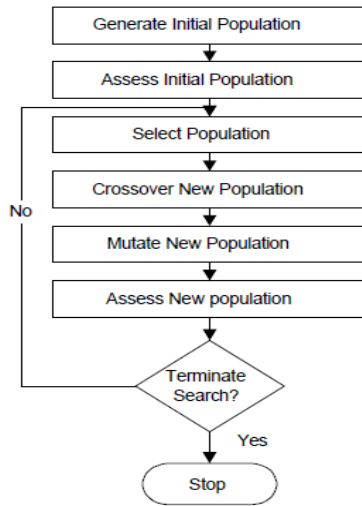 Generate Initial Population
Assess Initial Population
Select Population
Crossover New Population
No
Mutate New Population
Assess New population
Terminate
Search?
Yes
Stop